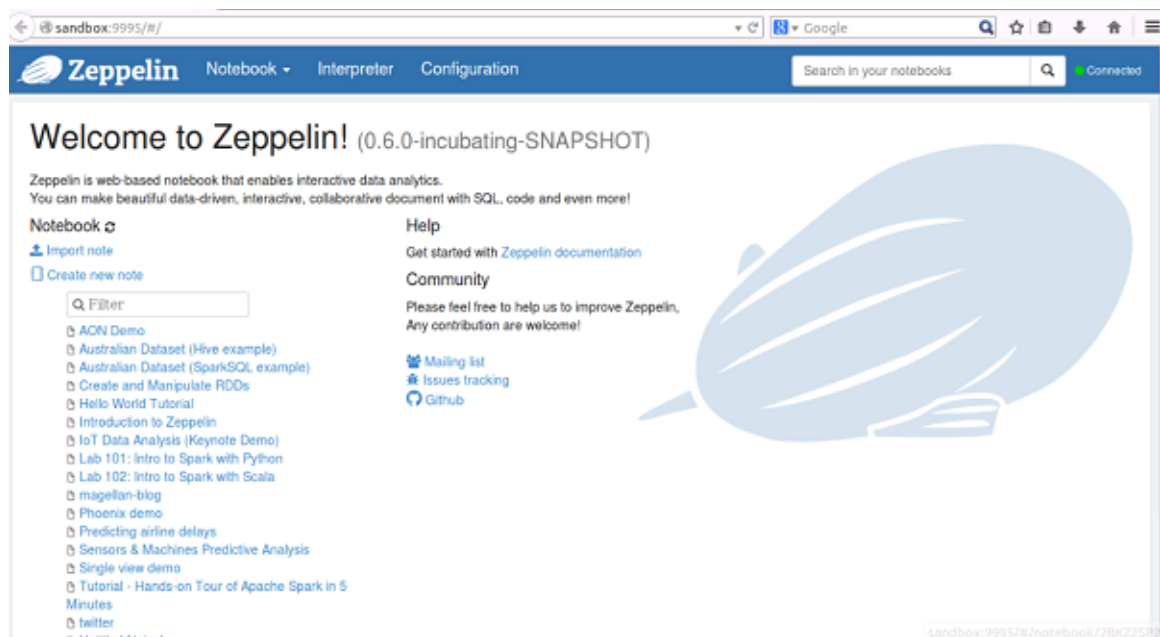 sandbox:9995/#/
Google
Zeppelin
Notebook
Interpreter
Configuration
Search in your notebooks
Connected
Welcome to Zeppelin! (0.6.0-incubating-SNAPSHOT)
Zeppelin is web-based notebook that enables interactive data analytics.
You can make beautiful data-driven, interactive, collaborative document with SQL, code and even more!
Notebook
Import note
Create new note
Filter
AON Demo
Australian Dataset (Hive example)
Australian Dataset (SparkSQL example)
Create and Manipulate RDDs
Hello World Tutorial
Introduction to Zeppelin
IoT Data Analysis (Keynote Demo)
Lab 101: Intro to Spark with Python
Lab 102: Intro to Spark with Scala
magellan-blog
Phoenix demo
Predicting airline delays
Sensors & Machines Predictive Analysis
Single view demo
Tutorial - Hands-on Tour of Apache Spark in 5
Minutes
twitter
Help
Get started with Zeppelin documentation
Community
Please feel free to help us to improve Zeppelin,
Any contribution are welcome!
Mailing list
Issues tracking
Github